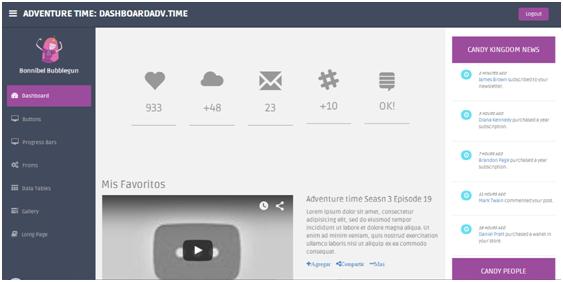 ADVENTURE TIME: DASHBOARDADV.TIME
Logout
Bonnibel Bubblegun
Dashboard
Buttons
Progress Bars
Froms
Data Tables
Gallery
Long Page
933
+48
23
+10
OK!
Mis Favoritos
Adventure time Seasn 3 Episode 19
Lorem ipsum dolor sit amet, consectetur
adipisicing elit, sed do eiusmod tempor
incididunt ut labore et dolore magna aliqua. Ut
enim ad minim veniam, quis nostrud exercitation
ullamco laboris nisi ut aliquip ex ea commodo
consequat.
Agregar Compartir Mas
CANDY KINGDOM NEWS
2 MINUTES AGO
James Brown subscribed to your
newsletter.
3 HOURS AGO
Diana Kennedy purchased a year
subscription.
7 HOURS AGO
Brandon Page purchased a year
subscription.
11 HOURS AGO
Mark Twain commented your post.
18 HOURS AGO
Daniel Pratt purchased a wallet in
your store.
CANDY PEOPLE